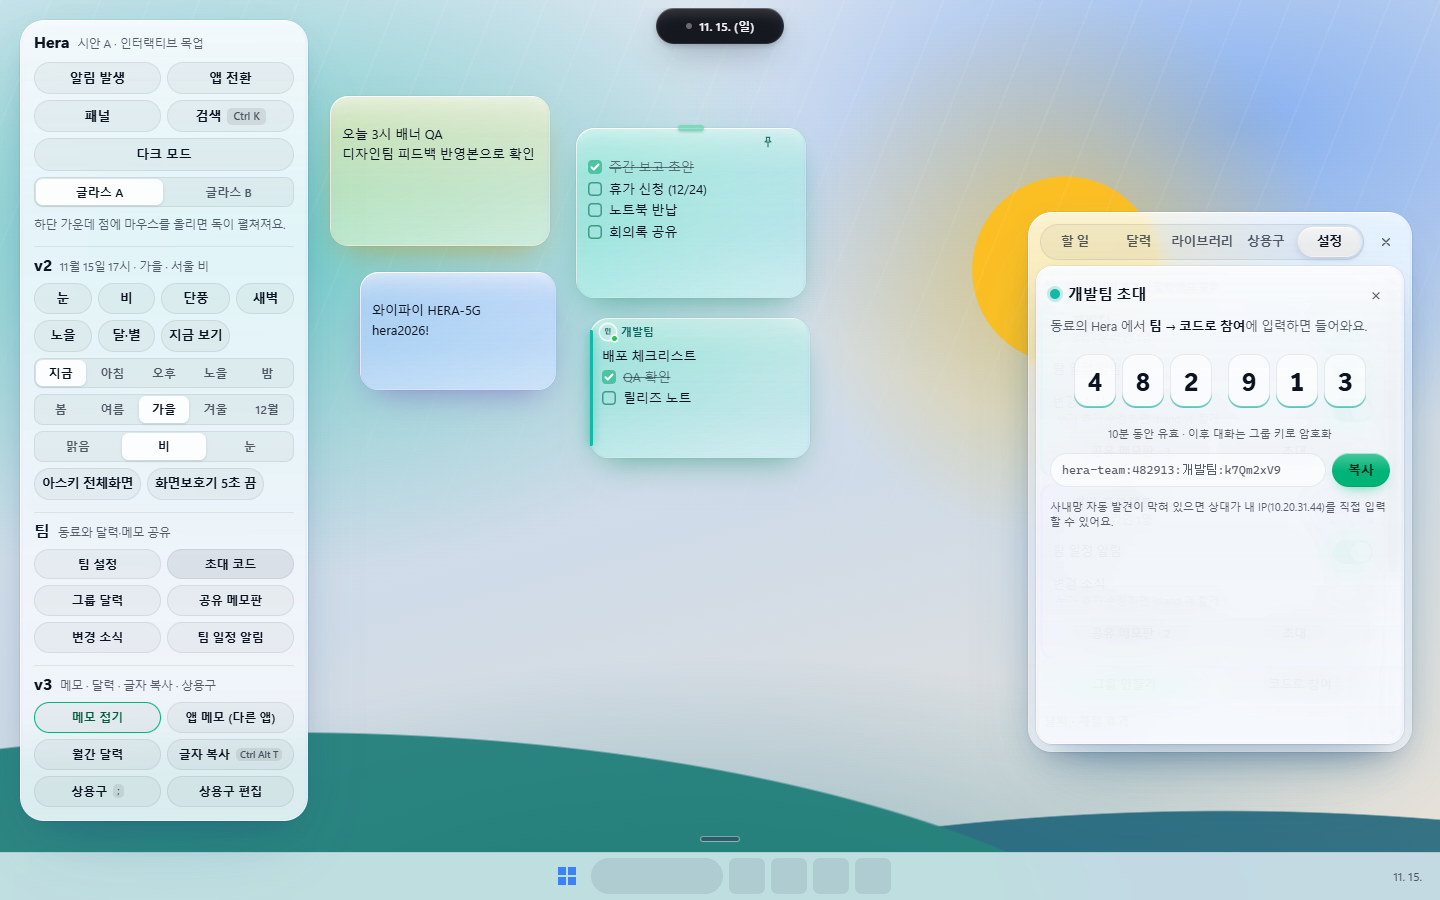 Hera 시안 A · 인터랙티브 목업
알림 발생
앱 전환
패널
검색 Ctrl K
다크 모드
글라스 A
글라스 B
하단 가운데 점에 마우스를 올리면 독이 펼쳐져요.
v2 11월 15일 17시 · 가을 · 서울 비
눈
비
단풍
새벽
노을
달·별
지금 보기
지금
아침
오후
노을
밤
봄
여름
가을
겨울
12월
맑음
비
눈
아스키 전체화면
화면보호기 5초 끔
팀 동료와 달력·메모 공유
팀 설정
초대 코드
그룹 달력
공유 메모판
변경 소식
팀 일정 알림
v3 메모 · 달력 · 글자 복사 · 상용구
메모 접기
앱 메모 (다른 앱)
월간 달력
글자 복사 Ctrl Alt T
상용구 ;
상용구 편집
11. 15. (일)
오늘 3시 배너 QA
디자인팀 피드백 반영본으로 확인
주간 보고 초안
휴가 신청 (12/24)
노트북 반납
회의록 공유
와이파이 HERA-5G
hera2026!
민 개발팀
배포 체크리스트
QA 확인
릴리즈 노트
할 일
달력
라이브러리
상용구
설정
개발팀 초대
동료의 Hera 에서 팀 → 코드로 참여에 입력하면 들어와요.
4 8 2 9 1 3
10분 동안 유효 · 이후 대화는 그룹 키로 암호화
hera-team:482913:개발팀:k7Qm2xV9
복사
사내망 자동 발견이 막혀 있으면 상대가 내 IP(10.20.31.44)를 직접 입력
할 수 있어요.
11. 15.